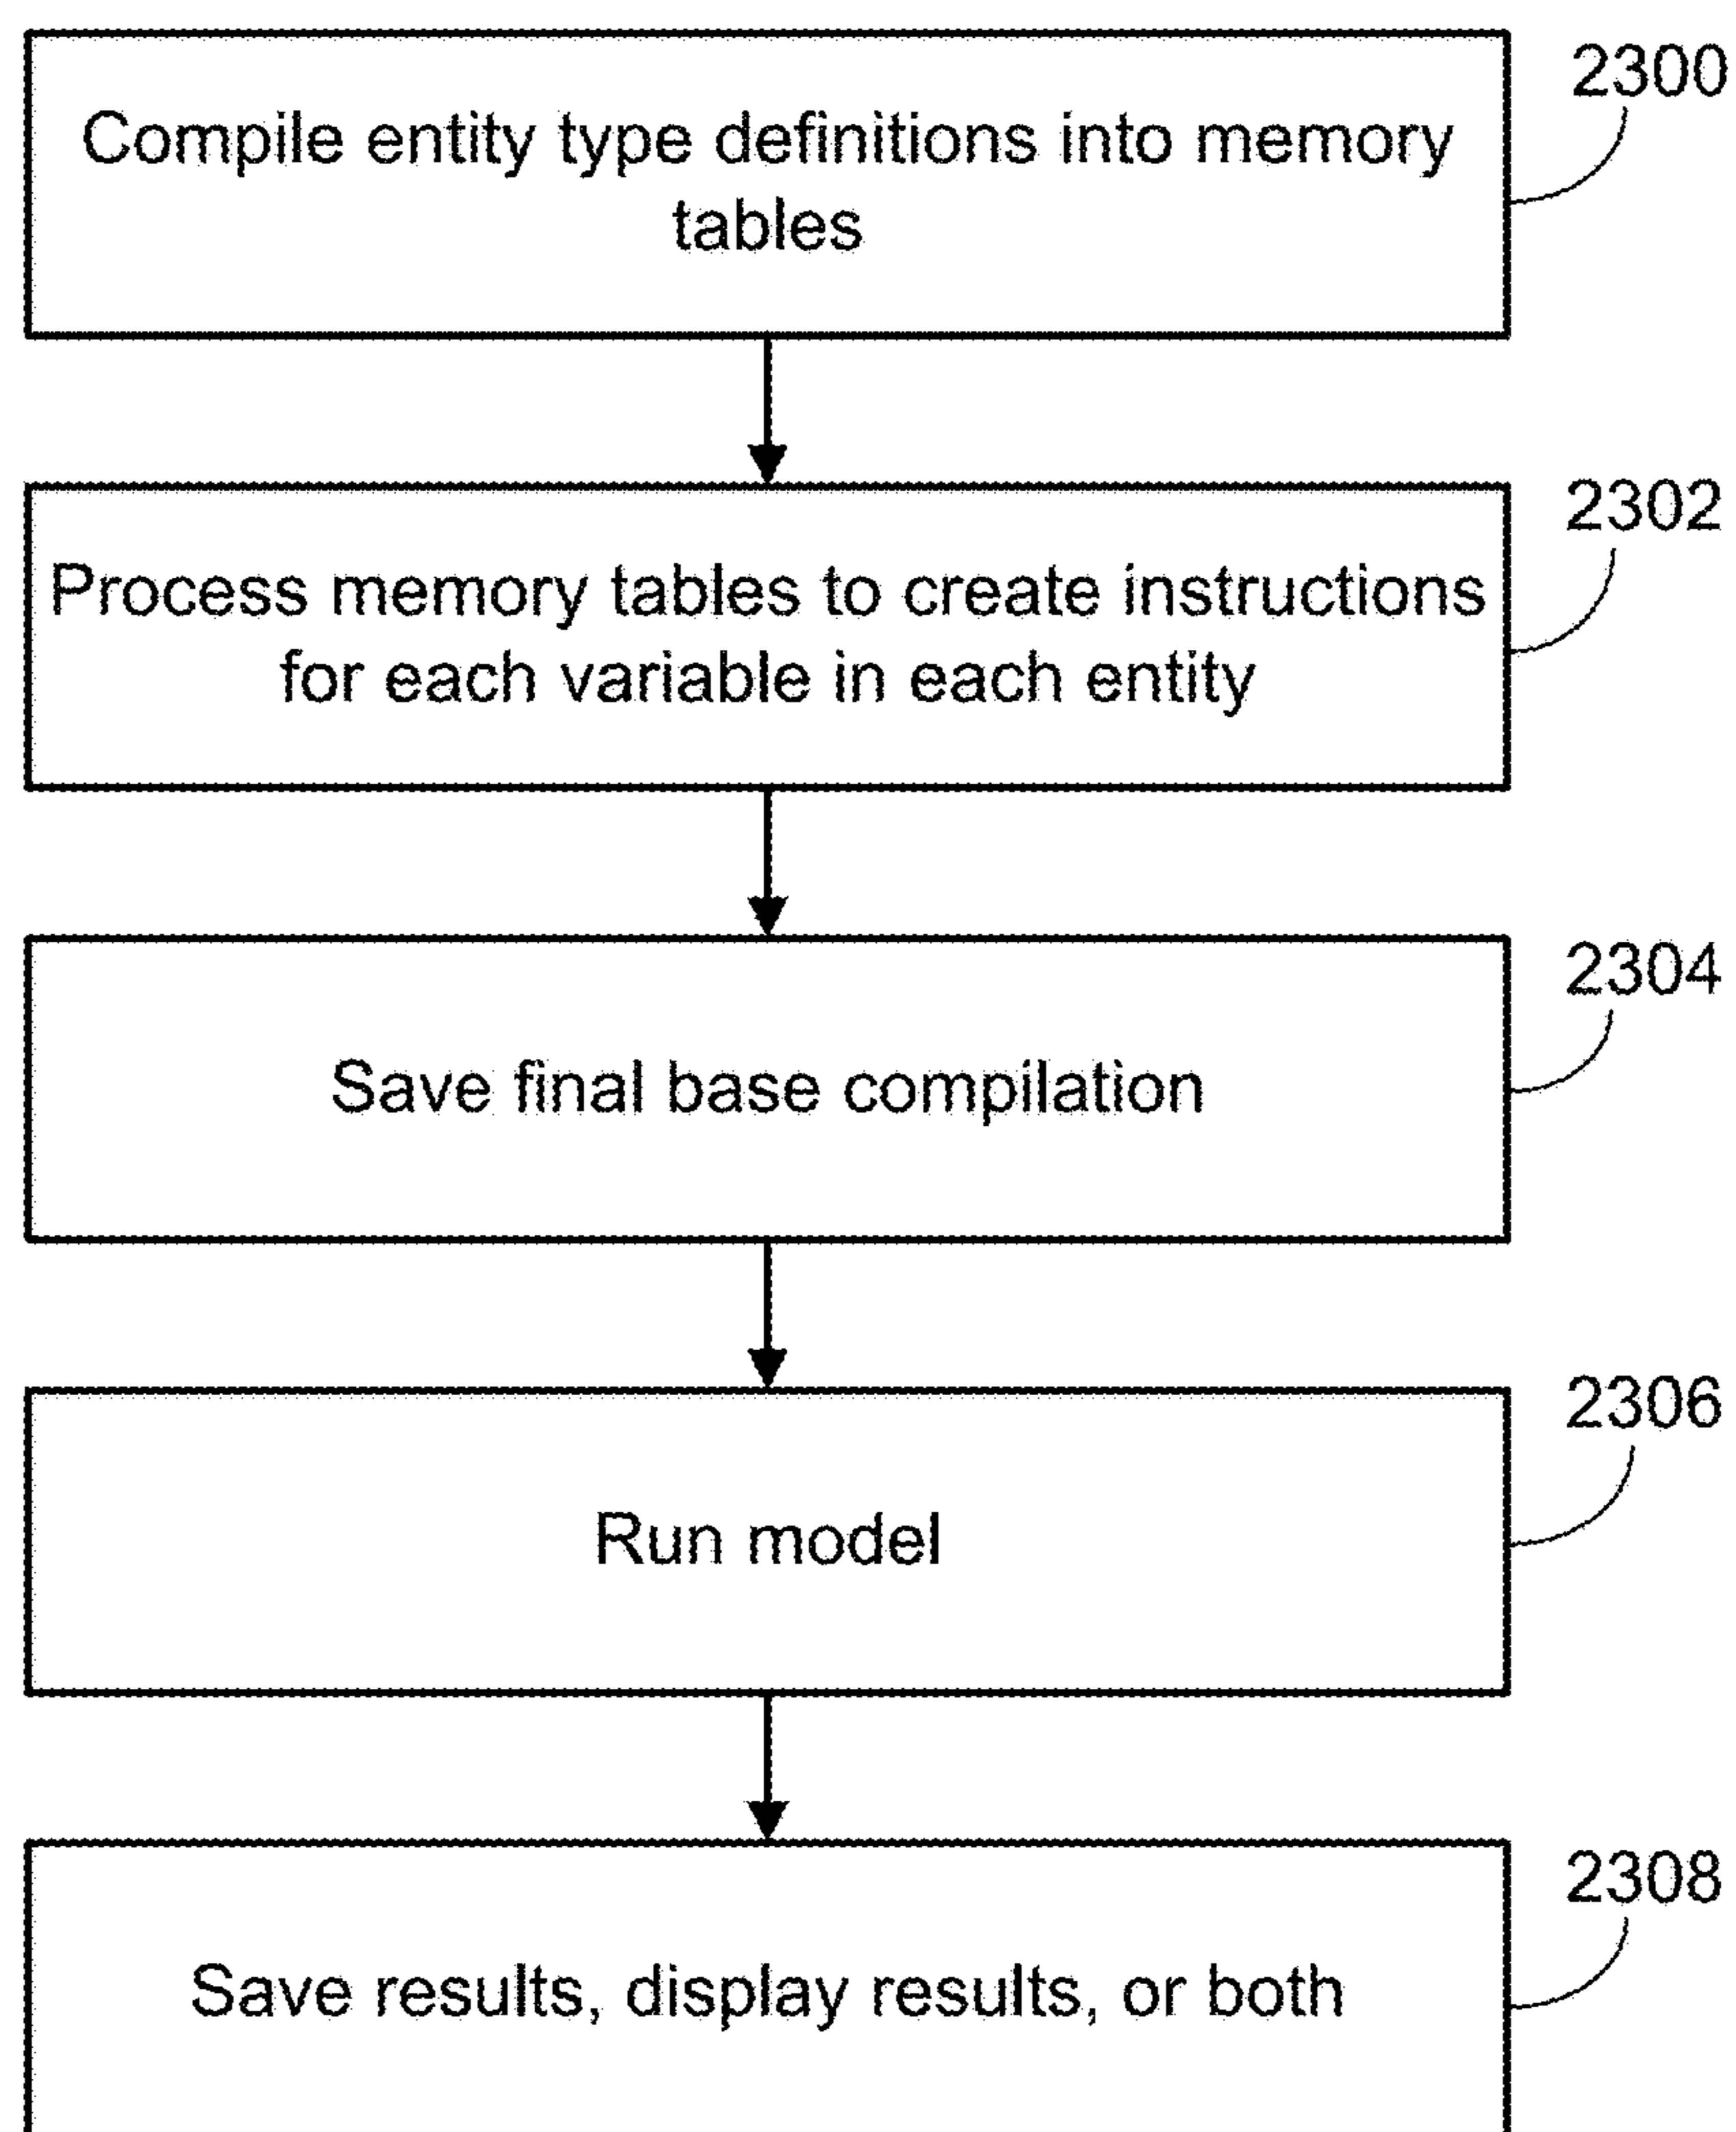 2300
Compile entity type definitions into memory
tables
2302
Process memory tables to create instructions
for each variable in each entity
2304
Save final base compilation
2306
Run model
2308
Save results, display results, or both